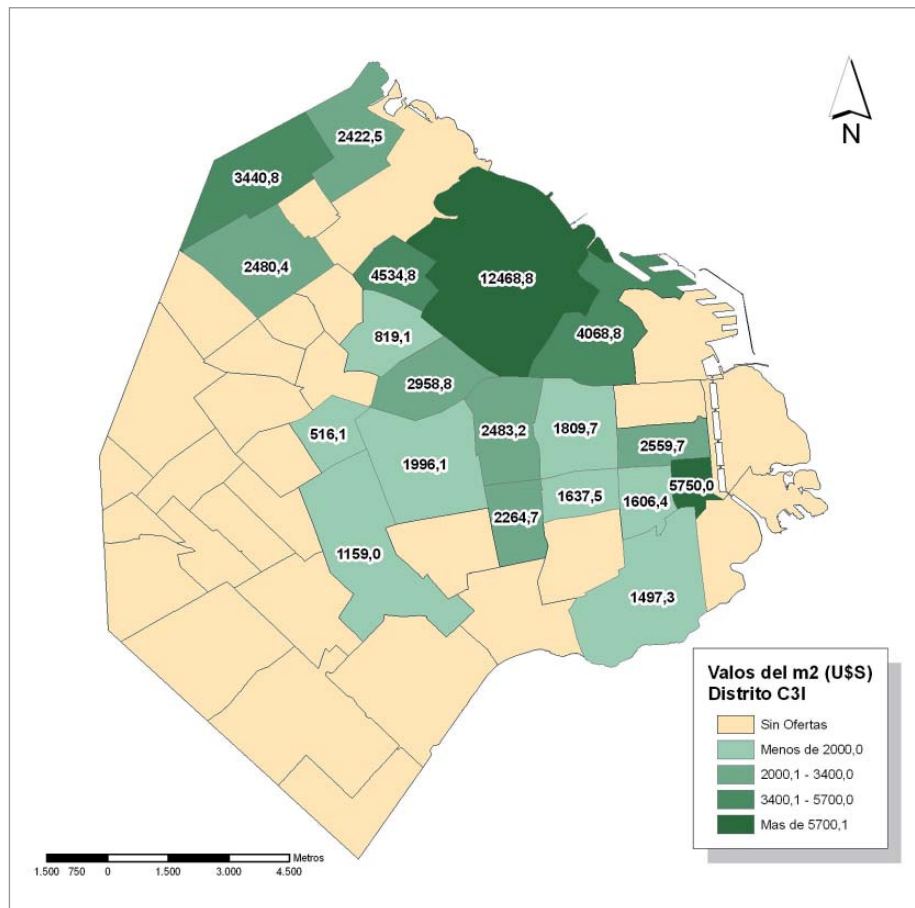 N
2422,5
3440,8
2480,4
4534,8
12468,8
819,1
4068,8
2958,8
2483,2
1809,7
516,1
2559,7
1996,1
5750,0
1637,5
1606,4
2264,7
1159,0
1497,3
Valos del m2 (U$S)
Distrito C3I
Sin Ofertas
Menos de 2000,0
2000,1 - 3400,0
3400,1 - 5700,0
Mas de 5700,1
Metros
1.500 750 0 1.500 3.000 4.500